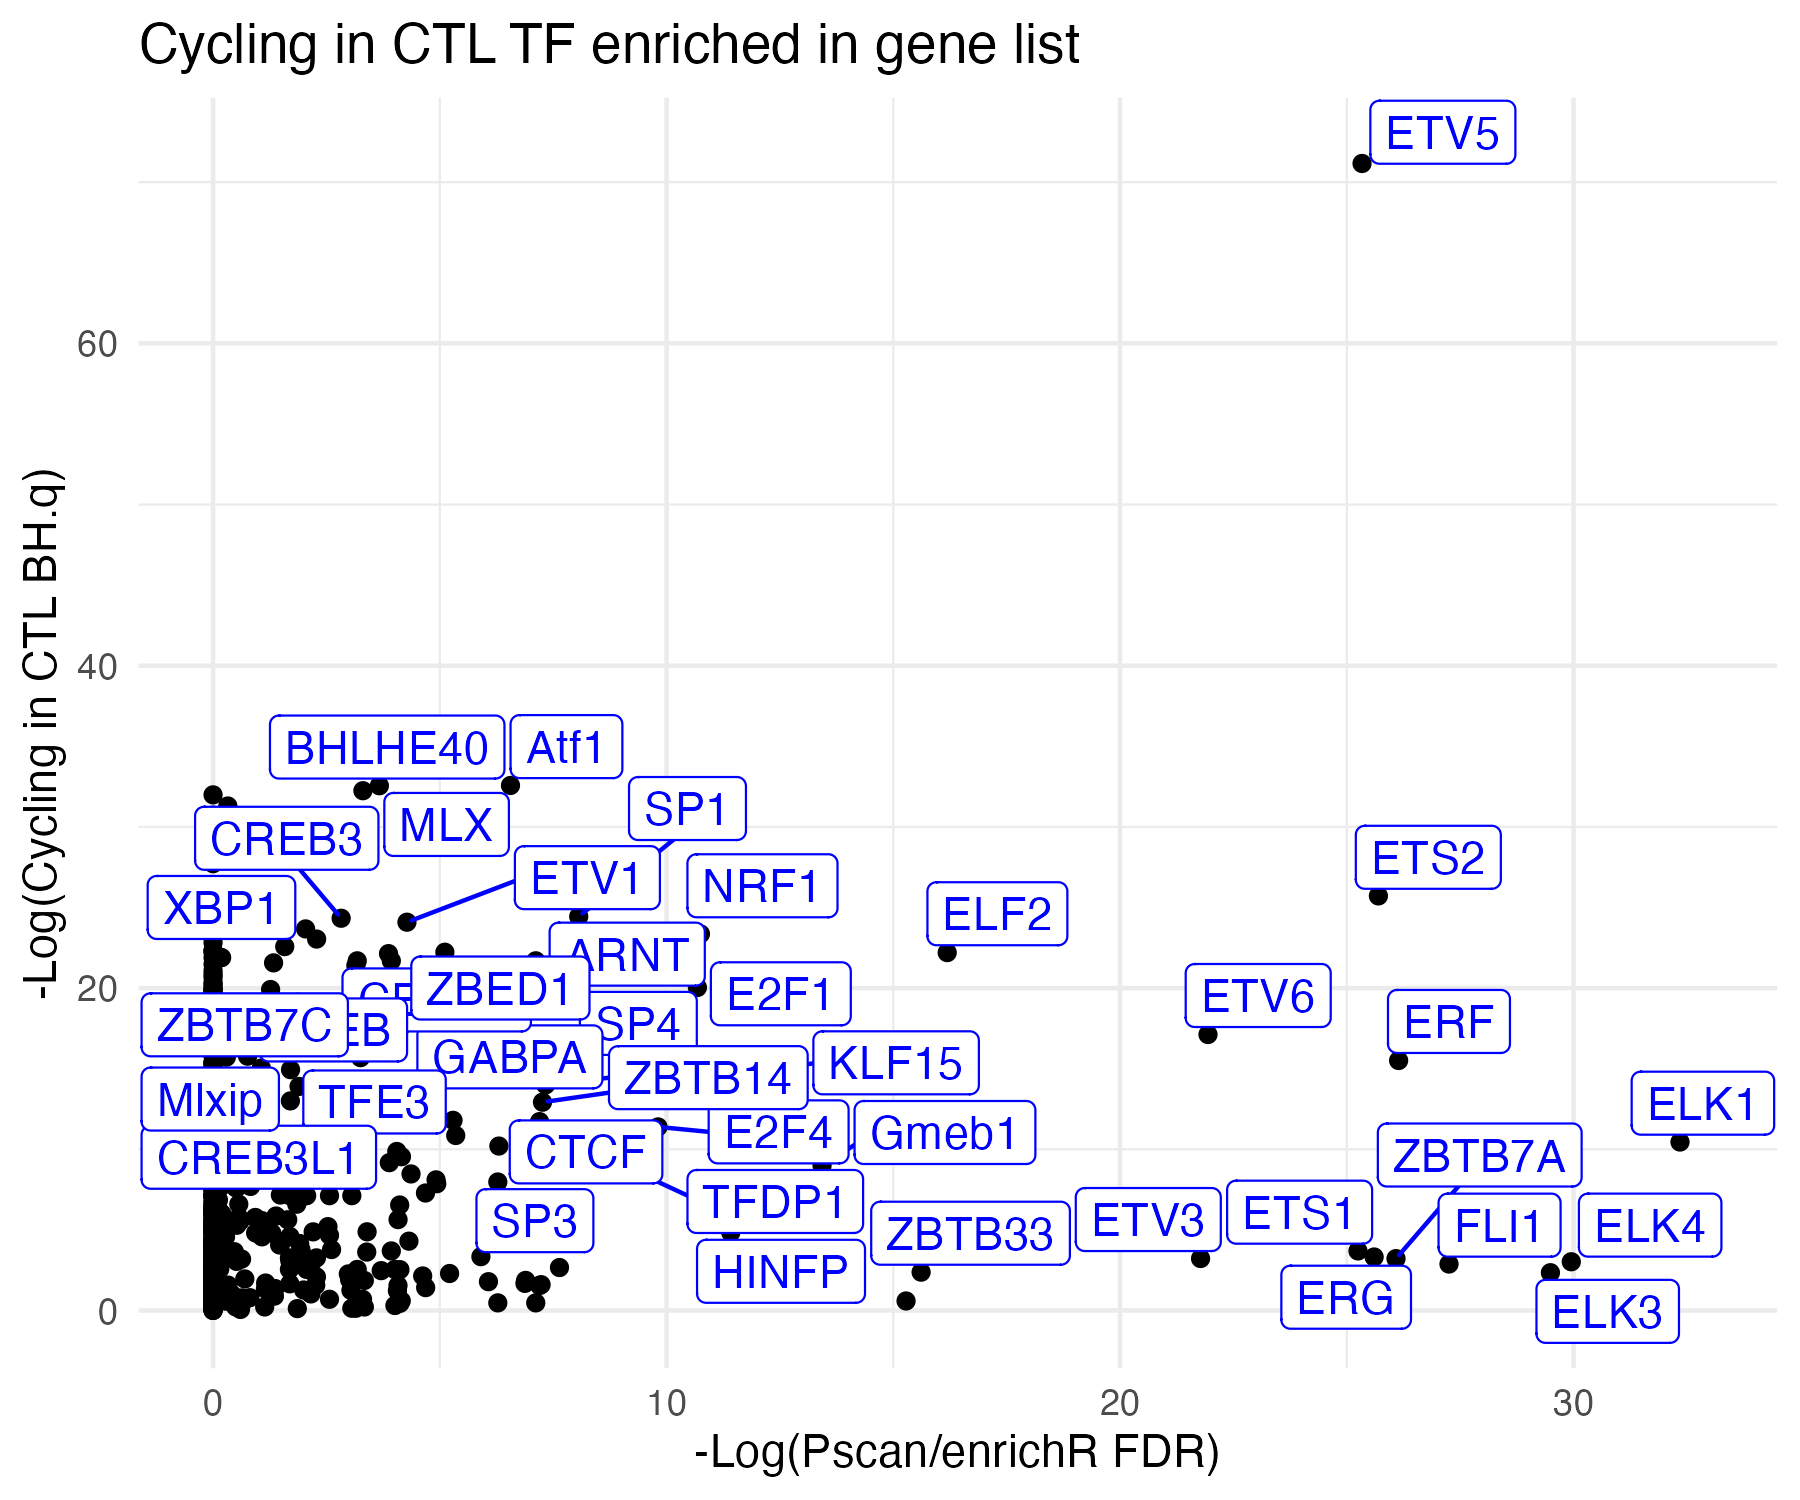 Cycling in CTL TF enriched in gene list
ETV5
60
40
20
0
-Log(Cycling in CTL BH.q)
BHLHE40
Atf1
SP1
CREB3
MLX
ETV1
NRF1
ETS2
XBP1
ELF2
ARNT
ZBED1
E2F1
ETV6
ERF
ZBTB7C
EB
SP4
GABPA
KLF15
ZBTB14
Mlxip
TFE3
ELK1
E2F4
Gmeb1
CTCF
CREB3L1
ZBTB7A
TFDP1
SP3
ZBTB33
ETV3
ETS1
FLI1
ELK4
HINFP
ERG
ELK3
0
10
20
30
-Log(Pscan/enrichR FDR)